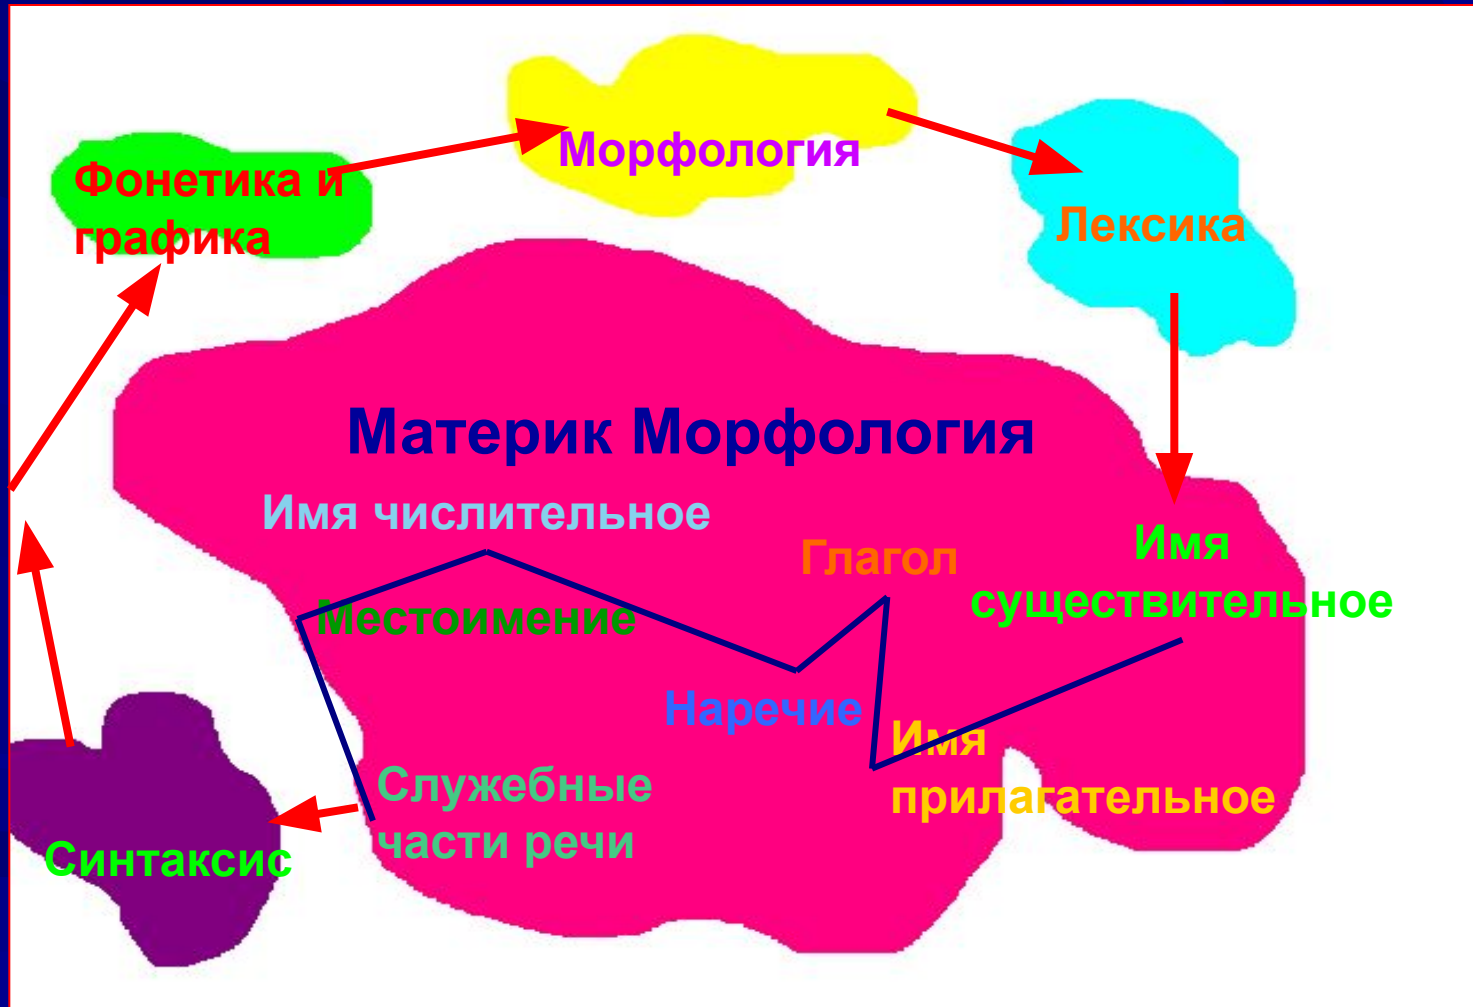 Морфология
Фонетика и
графика
Лексика
Материк Морфология
Имя числительное
Глагол
Имя
существительное
Местоимение
Наречие
Имя
прилагательное
Служебные
части речи
Синтаксис